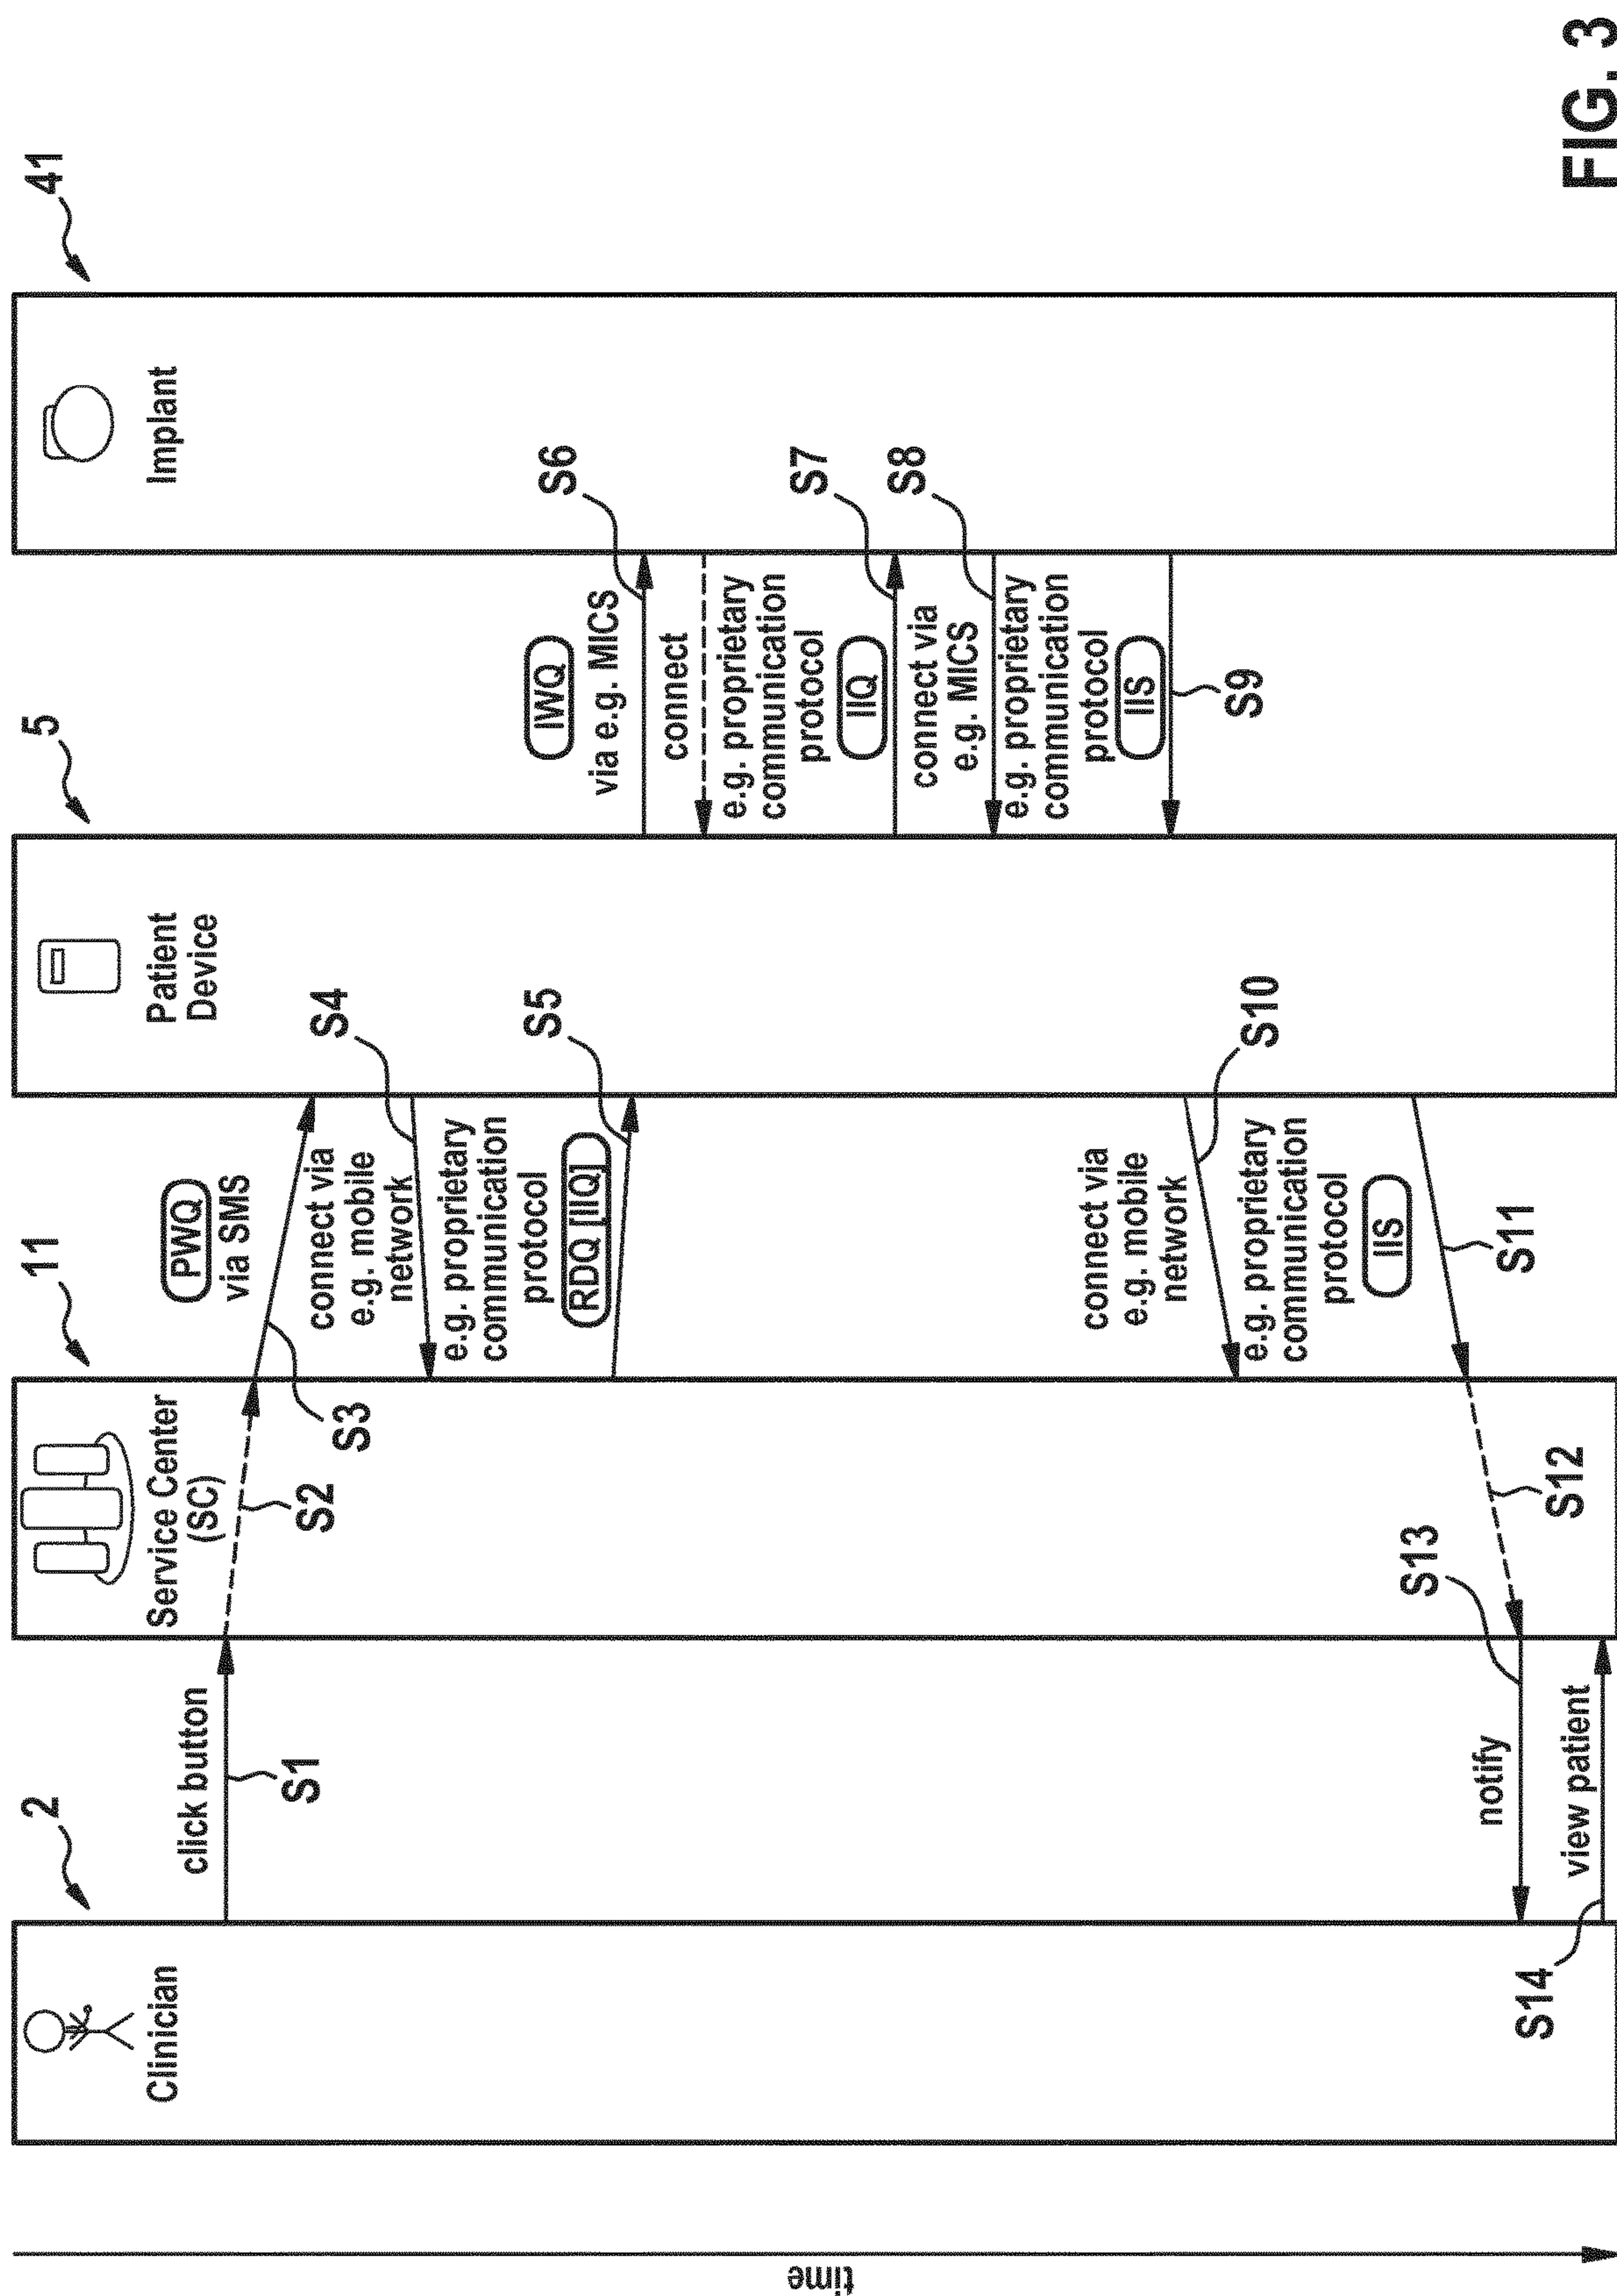 time
2
Clinician
11
Service Center
(SC)
5
Patient
Device
41
Implant
click button
S1
S2
S3
PWQ
via SMS
S4
connect via
e.g. mobile
network
e.g. proprietary
communication
protocol
RDQ [IIQ]
S5
IWQ
via e.g. MICS
S6
connect
e.g. proprietary
communication
protocol
IIQ
S7
connect via
e.g. MICS
S8
e.g. proprietary
communication
protocol
IIS
S9
S10
connect via
e.g. mobile
network
e.g. proprietary
communication
protocol
IIS
S11
S12
S13
notify
view patient
S14
FIG. 3